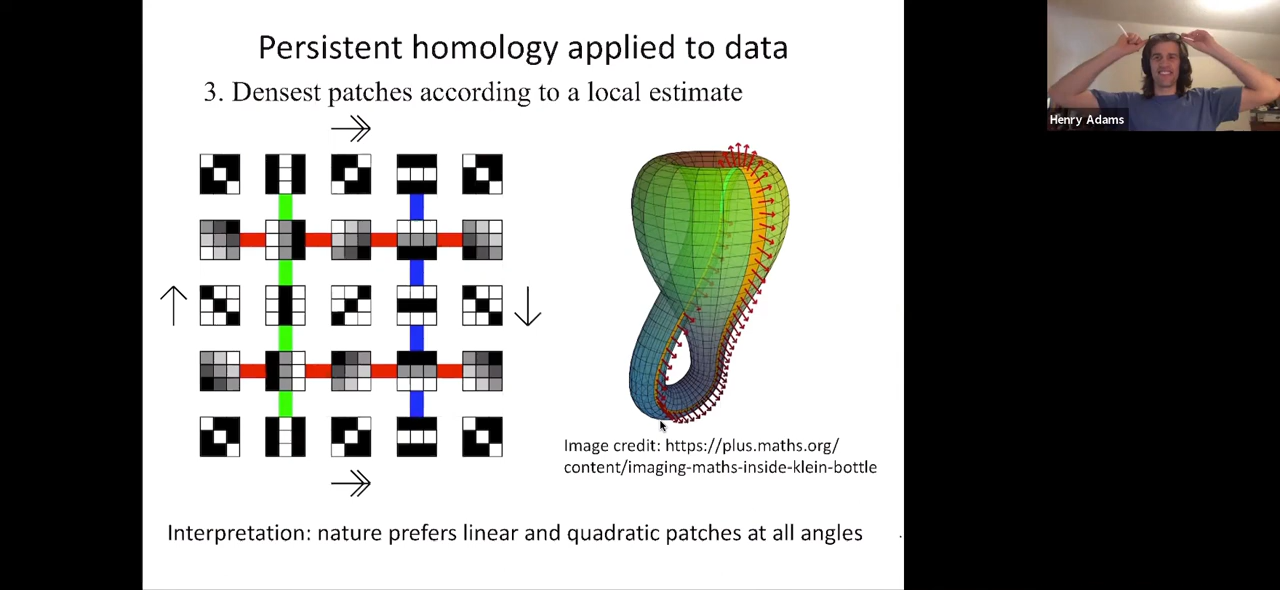 Persistent homology applied to data
3. Densest patches according to a local estimate
Henry Adams
Image credit: https://plus.maths.org/
content/imaging-maths-inside-klein-bottle
Interpretation: nature prefers linear and quadratic patches at all angles